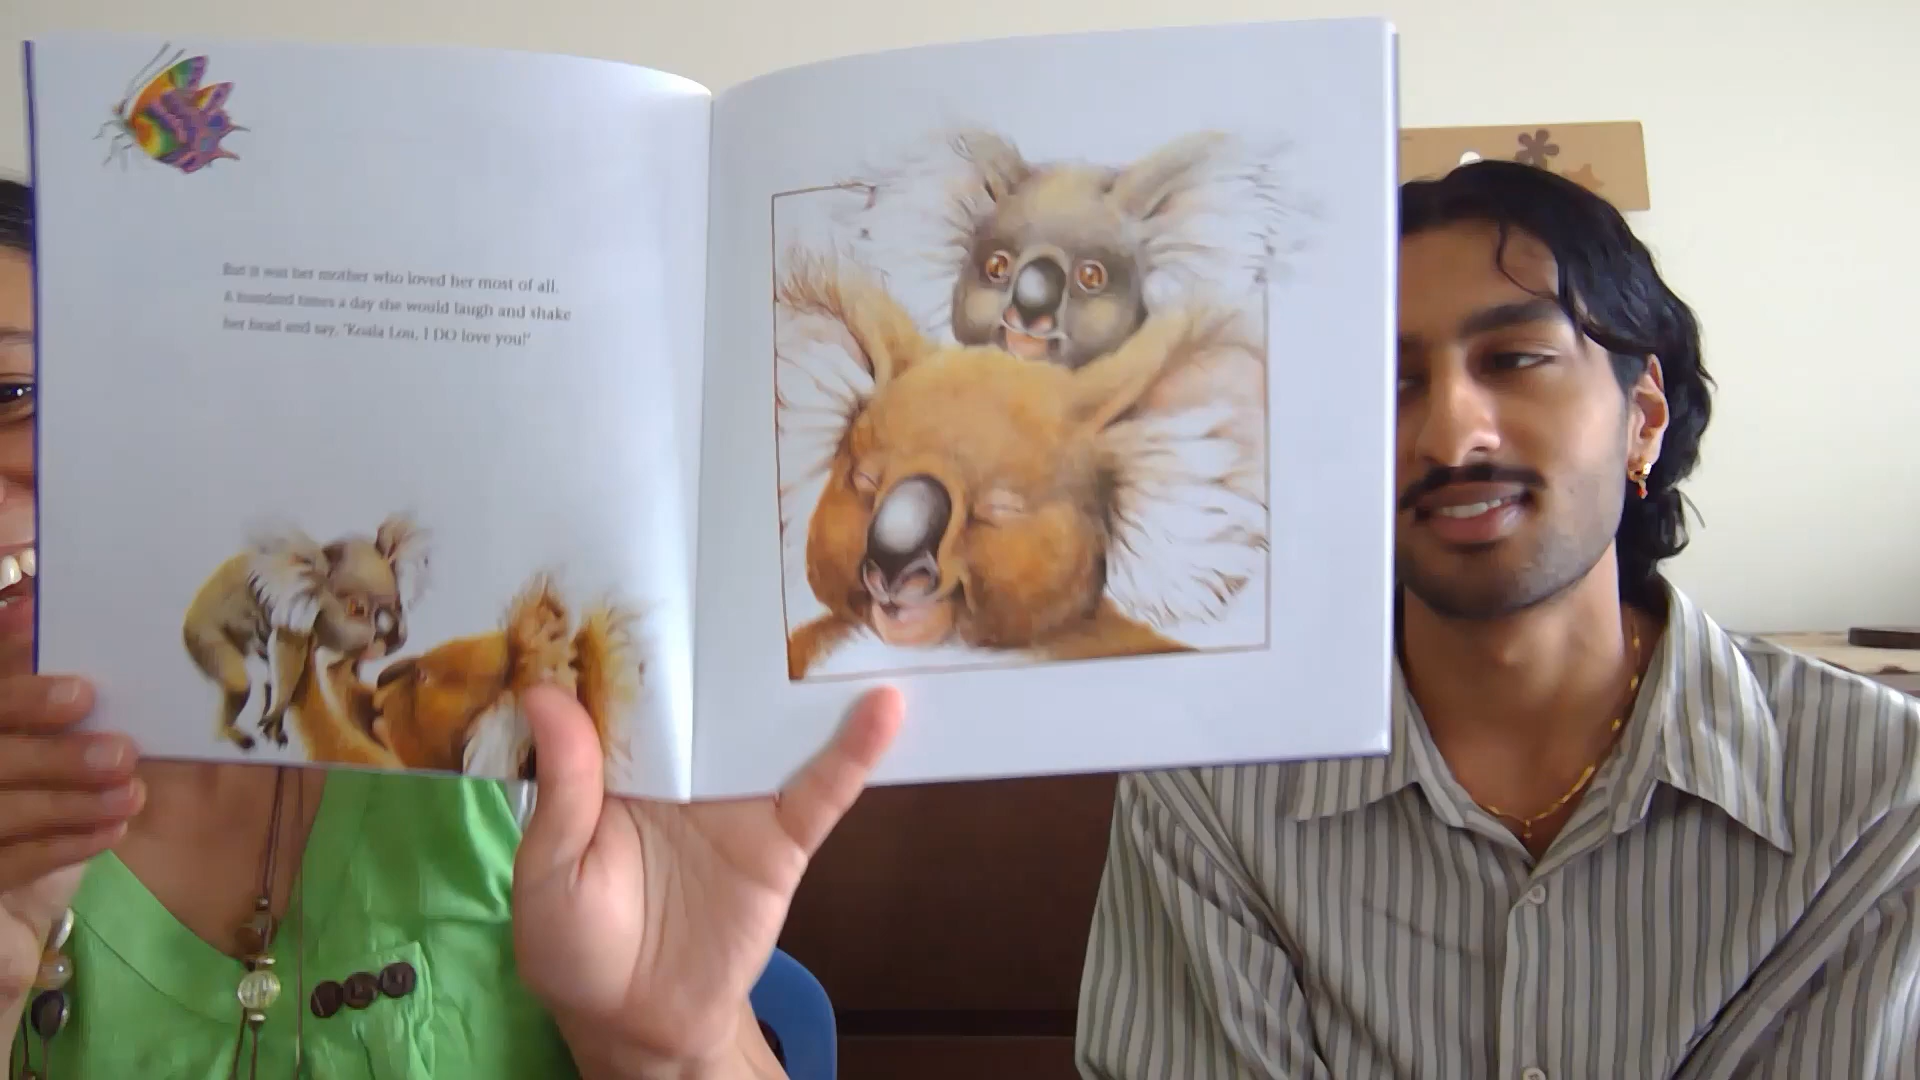 But it was her mother who loved her most of all.
A hundred times a day she would laugh and shake
her head and say, 'Koala Lou, I DO love you!'